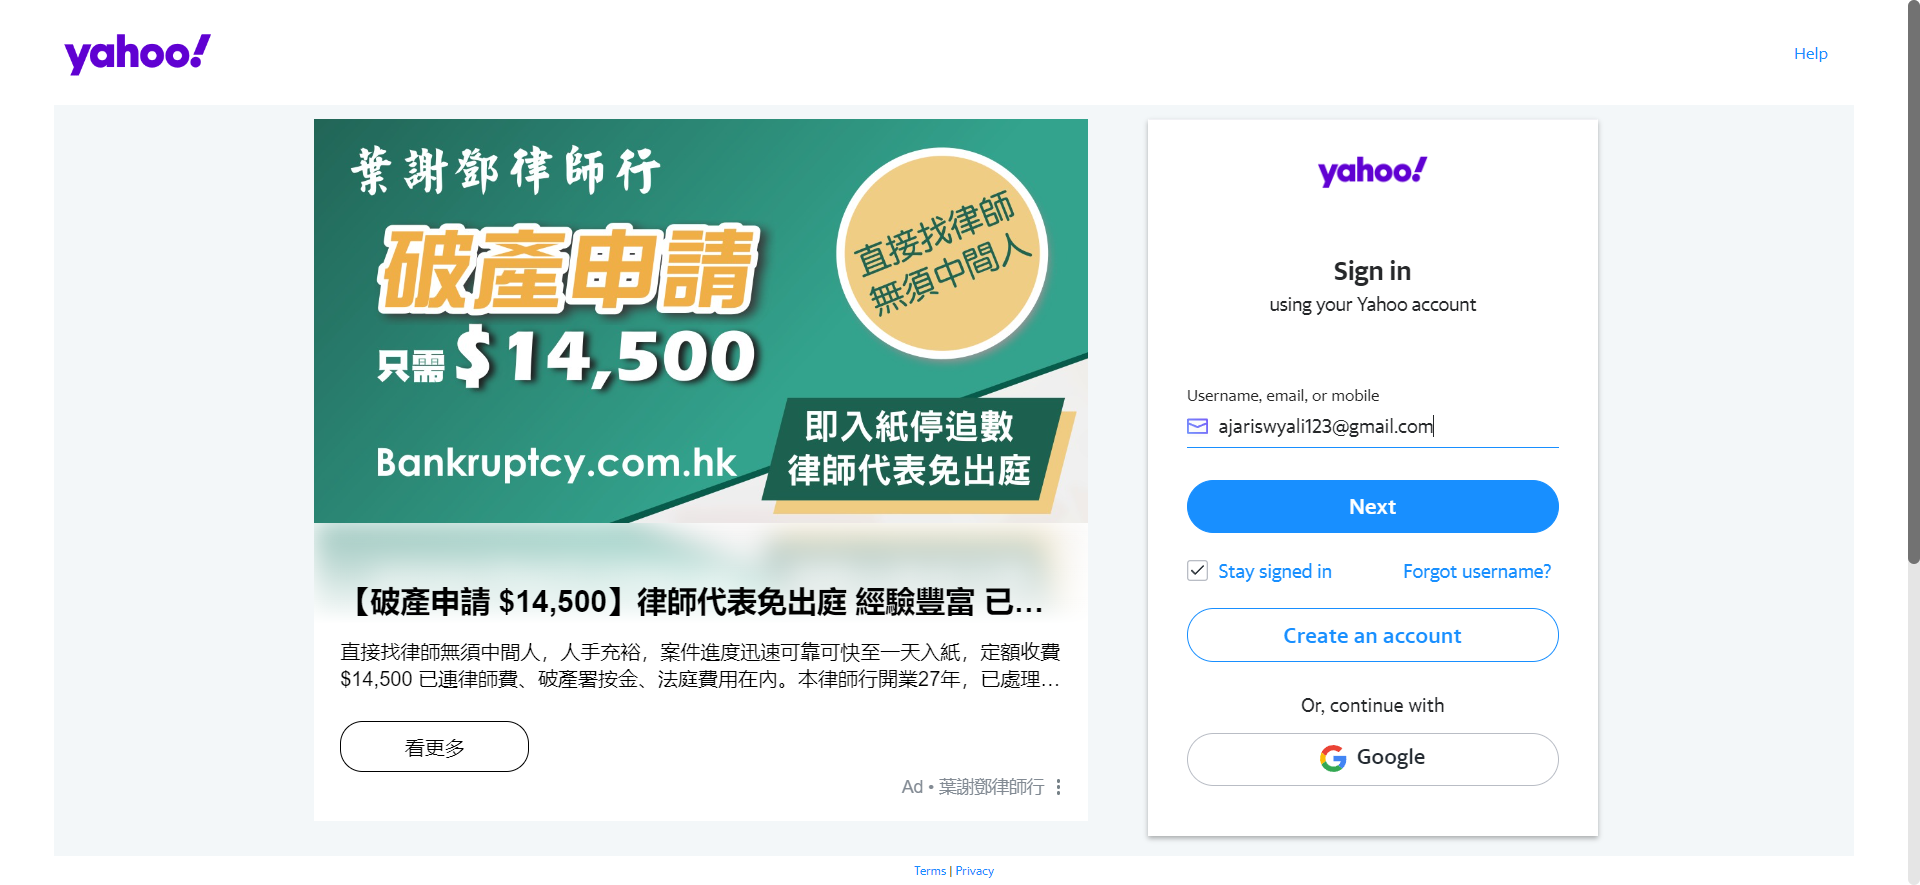 yahoo!
Help
葉謝鄧律師行
破產申請
只需 $14,500
Bankruptcy.com.hk
直接找律師
無須中間人
即入紙停追數
律師代表免出庭
【破產申請 $14,500】律師代表免出庭 經驗豐富 已...
直接找律師無須中間人，人手充裕，案件進度迅速可靠可快至一天入紙，定額收費
$14,500 已連律師費、破產署按金、法庭費用在內。本律師行開業27年，已處理...
看更多
Ad • 葉謝鄧律師行
yahoo!
Sign in
using your Yahoo account
Username, email, or mobile
ajariswyali123@gmail.com
Next
Stay signed in
Forgot username?
Create an account
Or, continue with
Google
Terms | Privacy